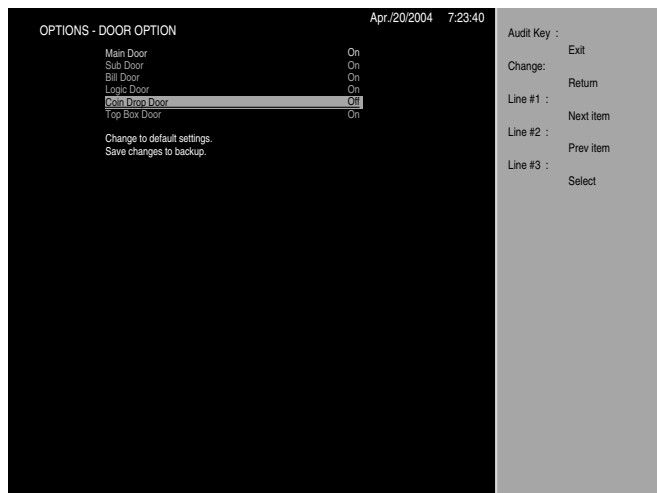 Apr./20/2004 7:23:40
OPTIONS - DOOR OPTION
Main Door On
Sub Door On
Bill Door On
Logic Door On
Coin Drop Door Off
Top Box Door On
Change to default settings.
Save changes to backup.
Audit Key :
Exit
Change:
Return
Line #1 :
Next item
Line #2 :
Prev item
Line #3 :
Select